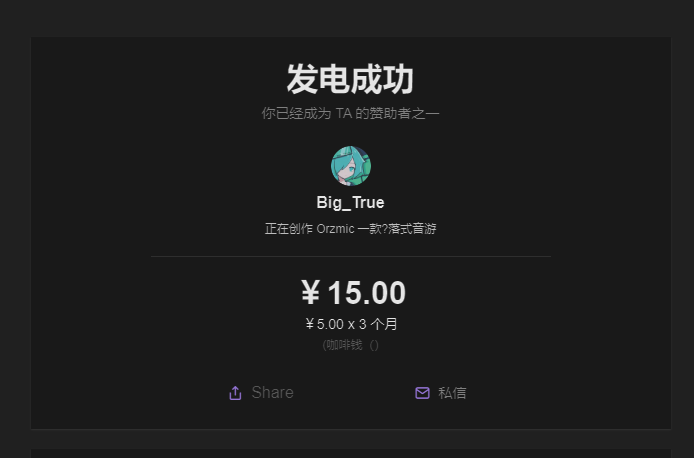 发电成功
你已经成为 TA 的赞助者之一
Big_True
正在创作 Orzmic 一款?落式音游
￥15.00
￥5.00 x 3 个月
(咖啡钱（）
Share
私信